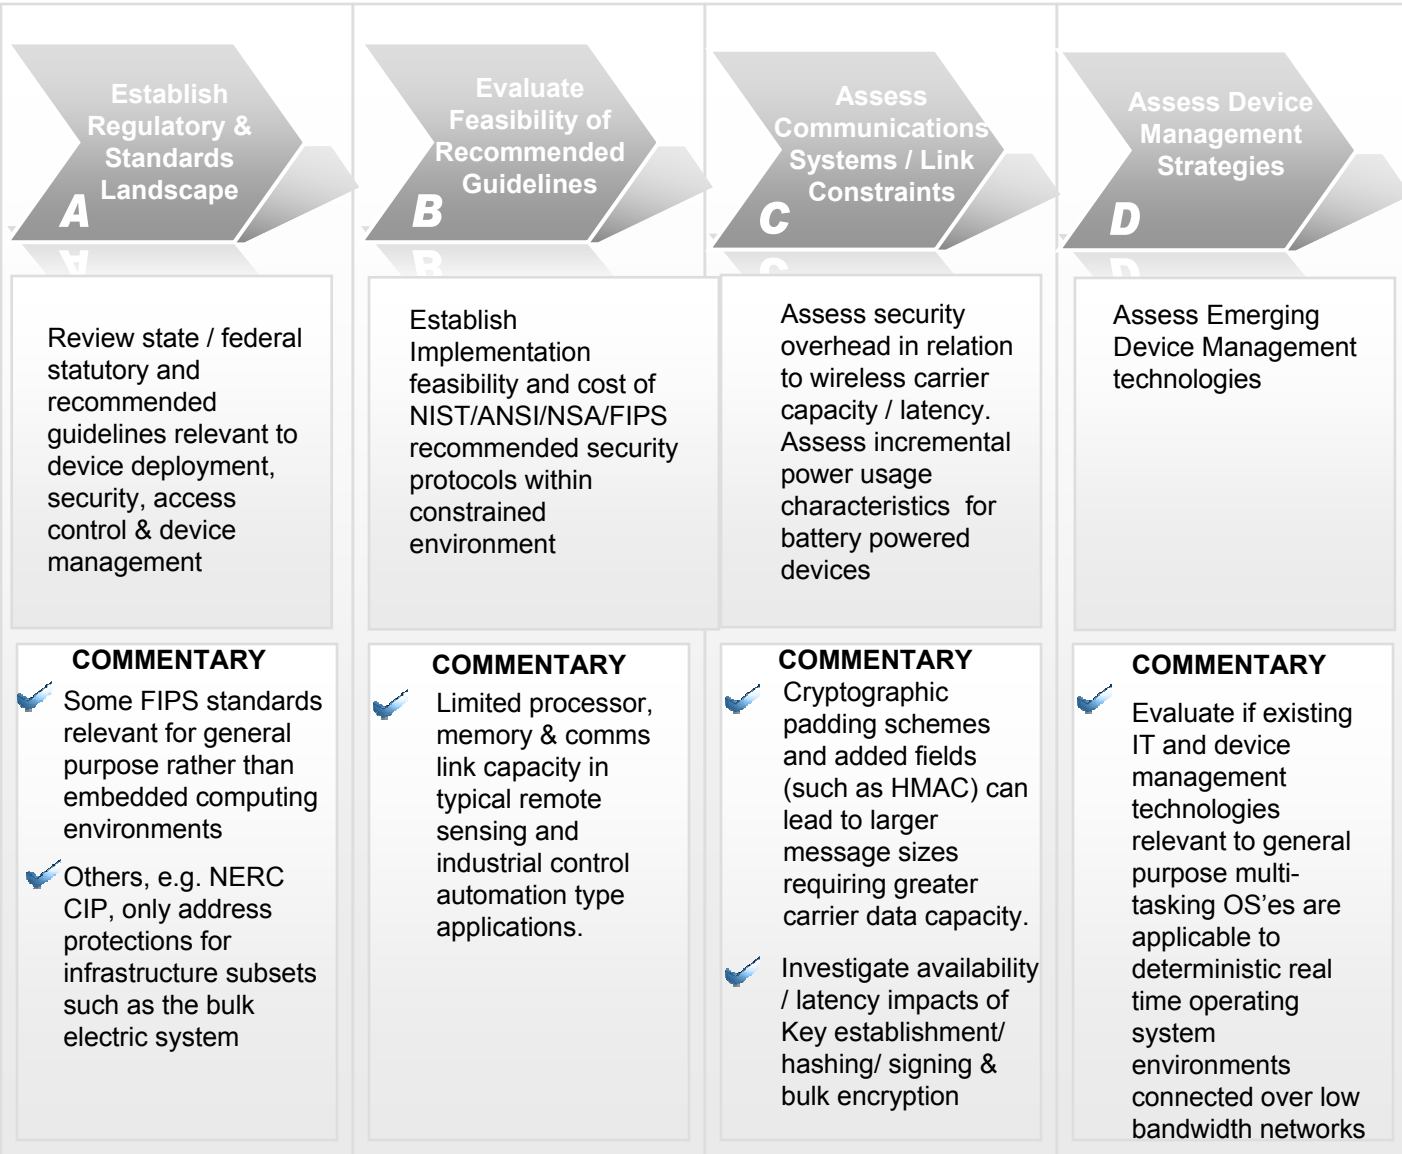 Establish
Regulatory &
Standards
Landscape
A
Review state / federal
statutory and
recommended
guidelines relevant to
device deployment,
security, access
control & device
management
COMMENTARY
Some FIPS standards
relevant for general
purpose rather than
embedded computing
environments
Others, e.g. NERC
CIP, only address
protections for
infrastructure subsets
such as the bulk
electric system
Evaluate
Feasibility of
Recommended
Guidelines
B
Establish
Implementation
feasibility and cost of
NIST/ANSI/NSA/FIPS
recommended security
protocols within
constrained
environment
COMMENTARY
Limited processor,
memory & comms
link capacity in
typical remote
sensing and
industrial control
automation type
applications.
Assess
Communications
Systems / Link
Constraints
C
Assess security
overhead in relation
to wireless carrier
capacity / latency.
Assess incremental
power usage
characteristics  for
battery powered
devices
COMMENTARY
Cryptographic
padding schemes
and added fields
(such as HMAC) can
lead to larger
message sizes
requiring greater
carrier data capacity.
Investigate availability
/ latency impacts of
Key establishment/
hashing/ signing &
bulk encryption
Assess Device
Management
Strategies
D
Assess Emerging
Device Management
technologies
COMMENTARY
Evaluate if existing
IT and device
management
technologies
relevant to general
purpose multi-
tasking OS’es are
applicable to
deterministic real
time operating
system
environments
connected over low
bandwidth networks